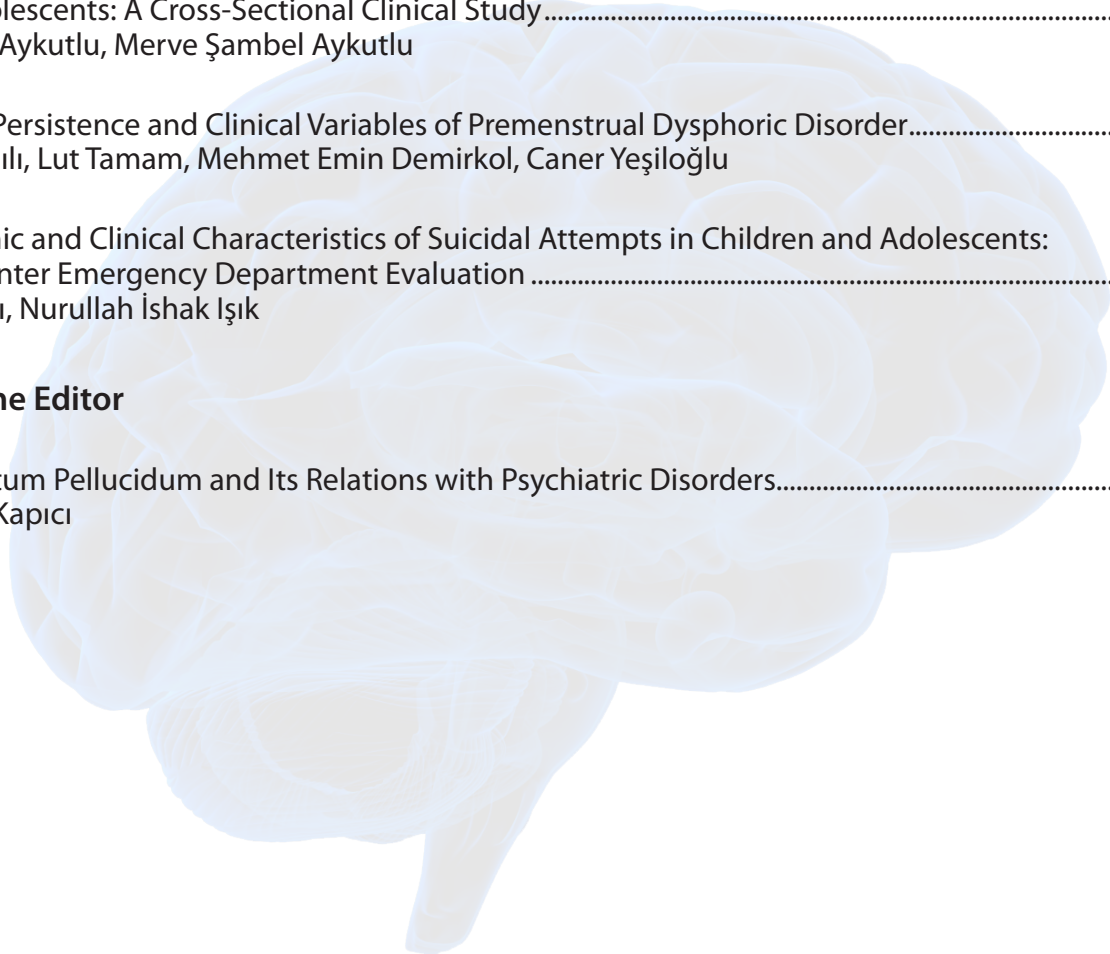 olescents: A Cross-Sectional Clinical Study
Aykutlu, Merve Şambel Aykutlu
Persistence and Clinical Variables of Premenstrual Dysphoric Disorder
ılı, Lut Tamam, Mehmet Emin Demirkol, Caner Yeşiloğlu
ic and Clinical Characteristics of Suicidal Attempts in Children and Adolescents:
nter Emergency Department Evaluation
ı, Nurullah İshak Işık
ne Editor
tum Pellucidum and Its Relations with Psychiatric Disorders
Kapıcı